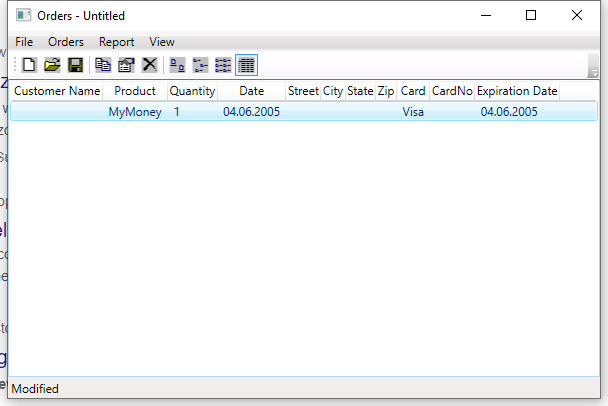 Orders - Untitled
File Orders Report View
Customer Name Product Quantity Date Street City State Zip Card CardNo Expiration Date
MyMoney 1 04.06.2005 Visa 04.06.2005
Modified